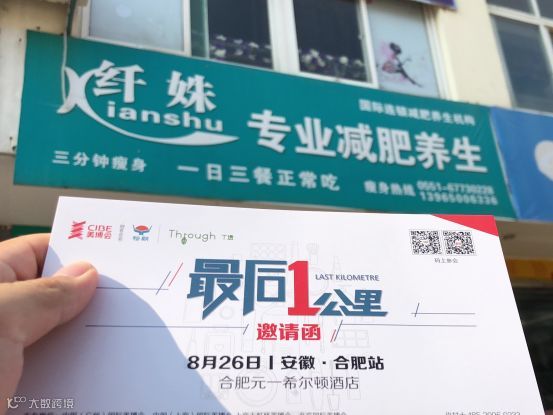 纤姝
Xianshu
国际连锁减肥养生机构
专业减肥养生
三分钟瘦身
一日三餐正常吃
瘦身热线
0551-67730228
13965006336
CIBE
美博会
Through 丁道
码上参会
最后1公里
LAST KILOMETRE
邀请函
8月26日 | 安徽·合肥站
合肥元一希尔顿酒店
大数跨境